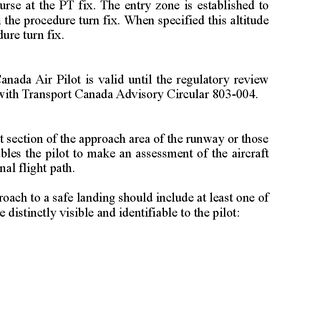 urse at the PT fix. The entry zone is established to
the procedure turn fix. When specified this altitude
dure turn fix.
Canada Air Pilot is valid until the regulatory review
with Transport Canada Advisory Circular 803-004.
t section of the approach area of the runway or those
bles the pilot to make an assessment of the aircraft
nal flight path.
roach to a safe landing should include at least one of
e distinctly visible and identifiable to the pilot: